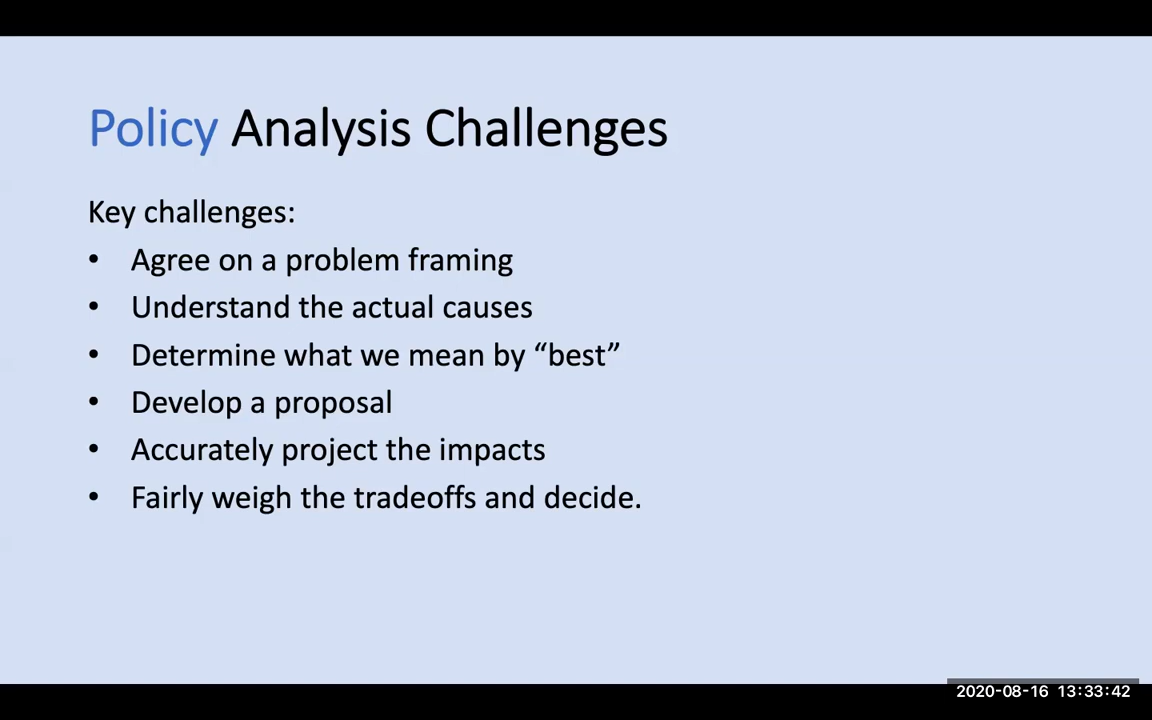 Policy Analysis Challenges
Key challenges:
• Agree on a problem framing
• Understand the actual causes
• Determine what we mean by “best”
• Develop a proposal
• Accurately project the impacts
• Fairly weigh the tradeoffs and decide.
2020-08-16 13:33:42